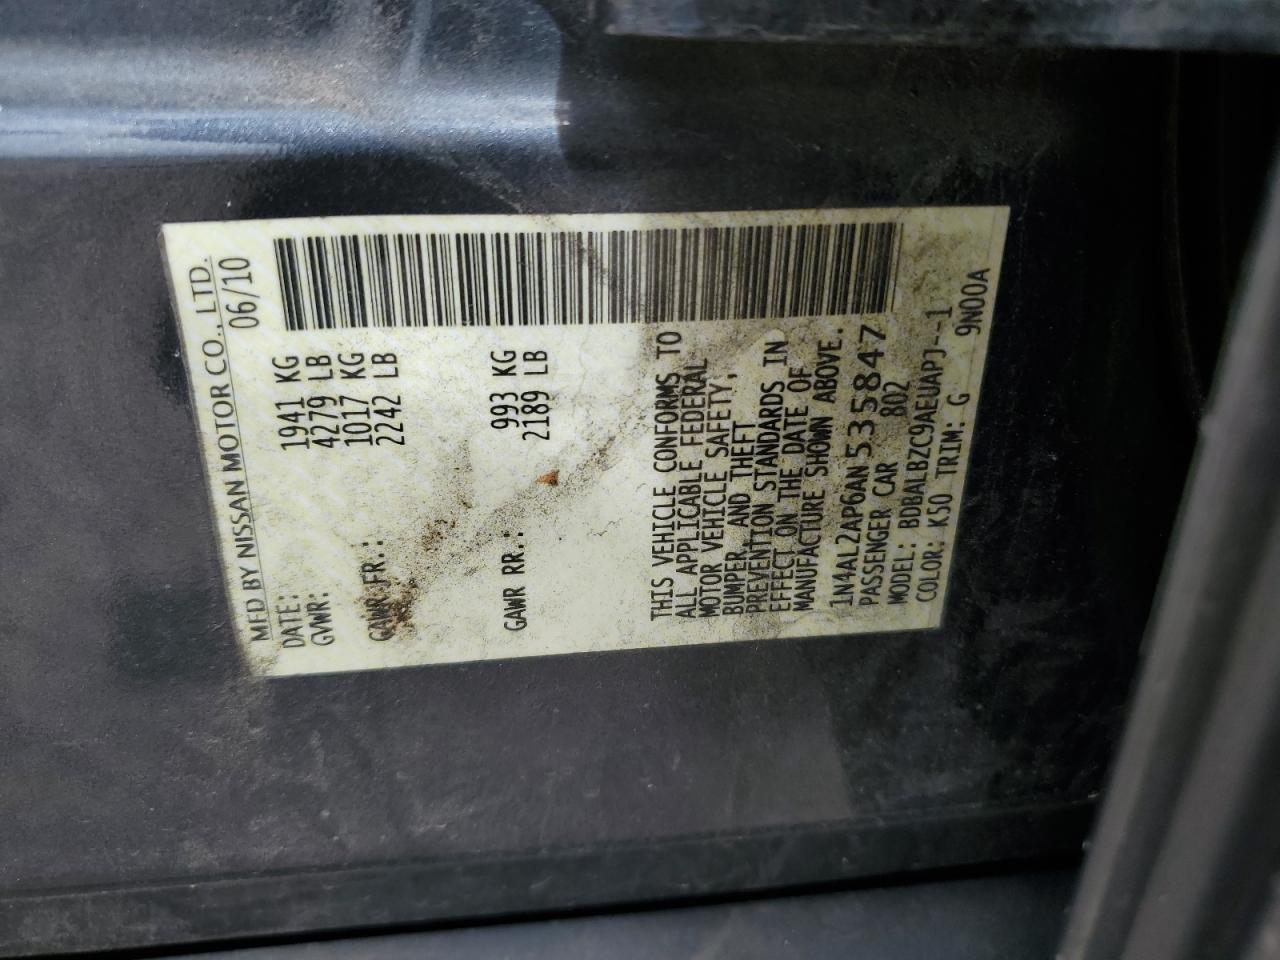 MFD BY NISSAN MOTOR CO., LTD.
DATE: 06/10
GVWR: 1941 KG
4279 LB
GAWR FR.: 1017 KG
2242 LB
GAWR RR.: 993 KG
2189 LB
THIS VEHICLE CONFORMS TO
ALL APPLICABLE FEDERAL
MOTOR VEHICLE SAFETY,
BUMPER, AND THEFT
PREVENTION STANDARDS IN
EFFECT ON THE DATE OF
MANUFACTURE SHOWN ABOVE.
1N4AL2AP6AN535847
PASSENGER CAR 802
MODEL: BDBALBZC9AEUAPJ--1
COLOR: K50 TRIM: G 9N00A